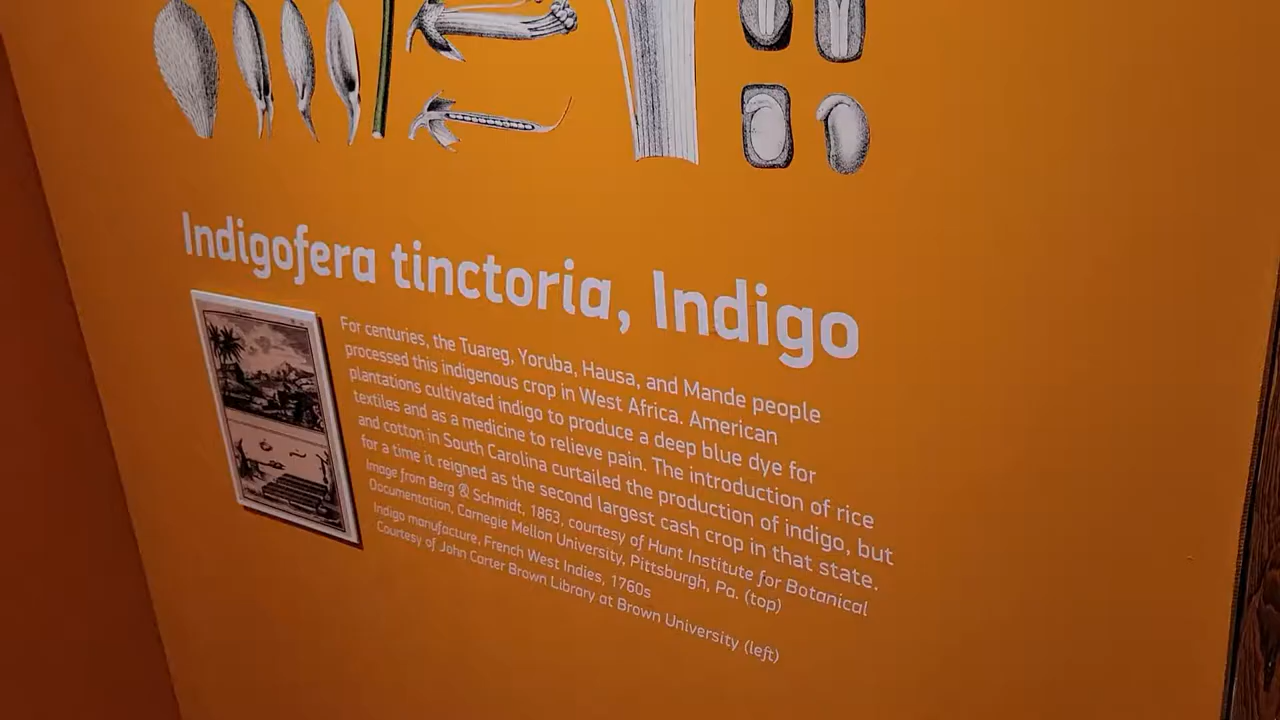 Indigofera tinctoria, Indigo
For centuries, the Tuareg, Yoruba, Hausa, and Mande people
processed this indigenous crop in West Africa. American
plantations cultivated indigo to produce a deep blue dye for
textiles and as a medicine to relieve pain. The introduction of rice
and cotton in South Carolina curtailed the production of indigo, but
for a time it reigned as the second largest cash crop in that state.
Image from Berg & Schmidt, 1863, courtesy of Hunt Institute for Botanical
Documentation, Carnegie Mellon University, Pittsburgh, Pa. (top)
Indigo manufacture, French West Indies, 1760s
Courtesy of John Carter Brown Library at Brown University (left)